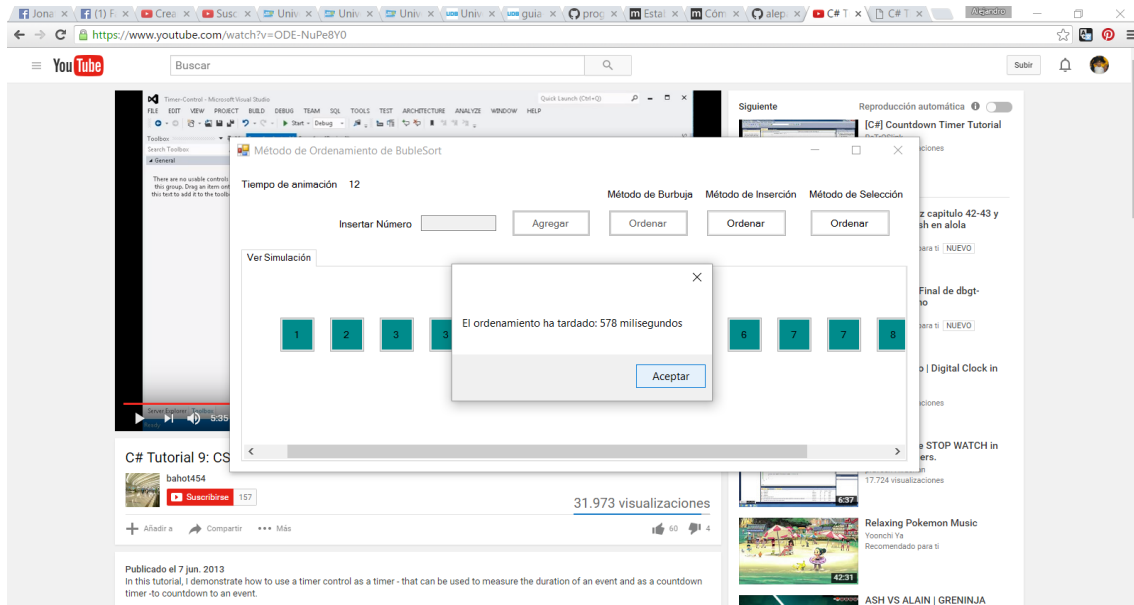 Jona
(1) F
Crea
Susc
Univ
Univ
Univ
Univ
guia
prog
Estal
Cóm
alep
C# T
C# T
Alejandro
https://www.youtube.com/watch?v=ODE-NuPe8Y0
YouTube
Buscar
Subir
Timer-Control - Microsoft Visual Studio
Quick Launch (Ctrl+Q)
FILE EDIT VIEW PROJECT BUILD DEBUG TEAM SQL TOOLS TEST ARCHITECTURE ANALYZE WINDOW HELP
Start - Debug
Toolbox
Search Toolbox
General
There are no usable controls
this group. Drag an item ont
this text to add it to the toolb
Server Explorer Toolbox
Ready
5:35
Siguiente
Reproducción automática
[C#] Countdown Timer Tutorial
ciones
z capitulo 42-43 y
sh en alola
para ti NUEVO
Final de dbgt-
no
para ti NUEVO
o | Digital Clock in
ciones
e STOP WATCH in
ers.
17.724 visualizaciones
6:37
Relaxing Pokemon Music
Yoonchi Ya
Recomendado para ti
42:31
ASH VS ALAIN | GRENINJA
Método de Ordenamiento de BubleSort
Tiempo de animación 12
Método de Burbuja Método de Inserción Método de Selección
Insertar Número Agregar Ordenar Ordenar Ordenar
Ver Simulación
1 2 3 3 6 7 7 8
El ordenamiento ha tardado: 578 milisegundos
Aceptar
C# Tutorial 9: CS
bahot454
Suscribirse 157
31.973 visualizaciones
Añadir a Compartir Más
60 4
Publicado el 7 jun. 2013
In this tutorial, I demonstrate how to use a timer control as a timer - that can be used to measure the duration of an event and as a countdown
timer -to countdown to an event.